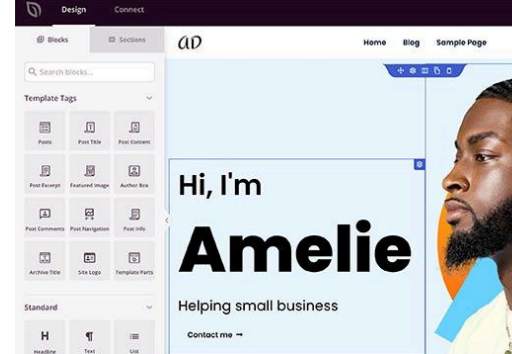 Design Connect
Blocks Sections
Search blocks...
Template Tags
Posts Post Title Post Content
Post Excerpt Featured Image Author Box
Post Comments Post Navigation Post Info
Archive Title Site Logo Template Parts
Standard
Headline Text List
aD
Home Blog Sample Page
Hi, I'm
Amelie
Helping small business
Contact me →